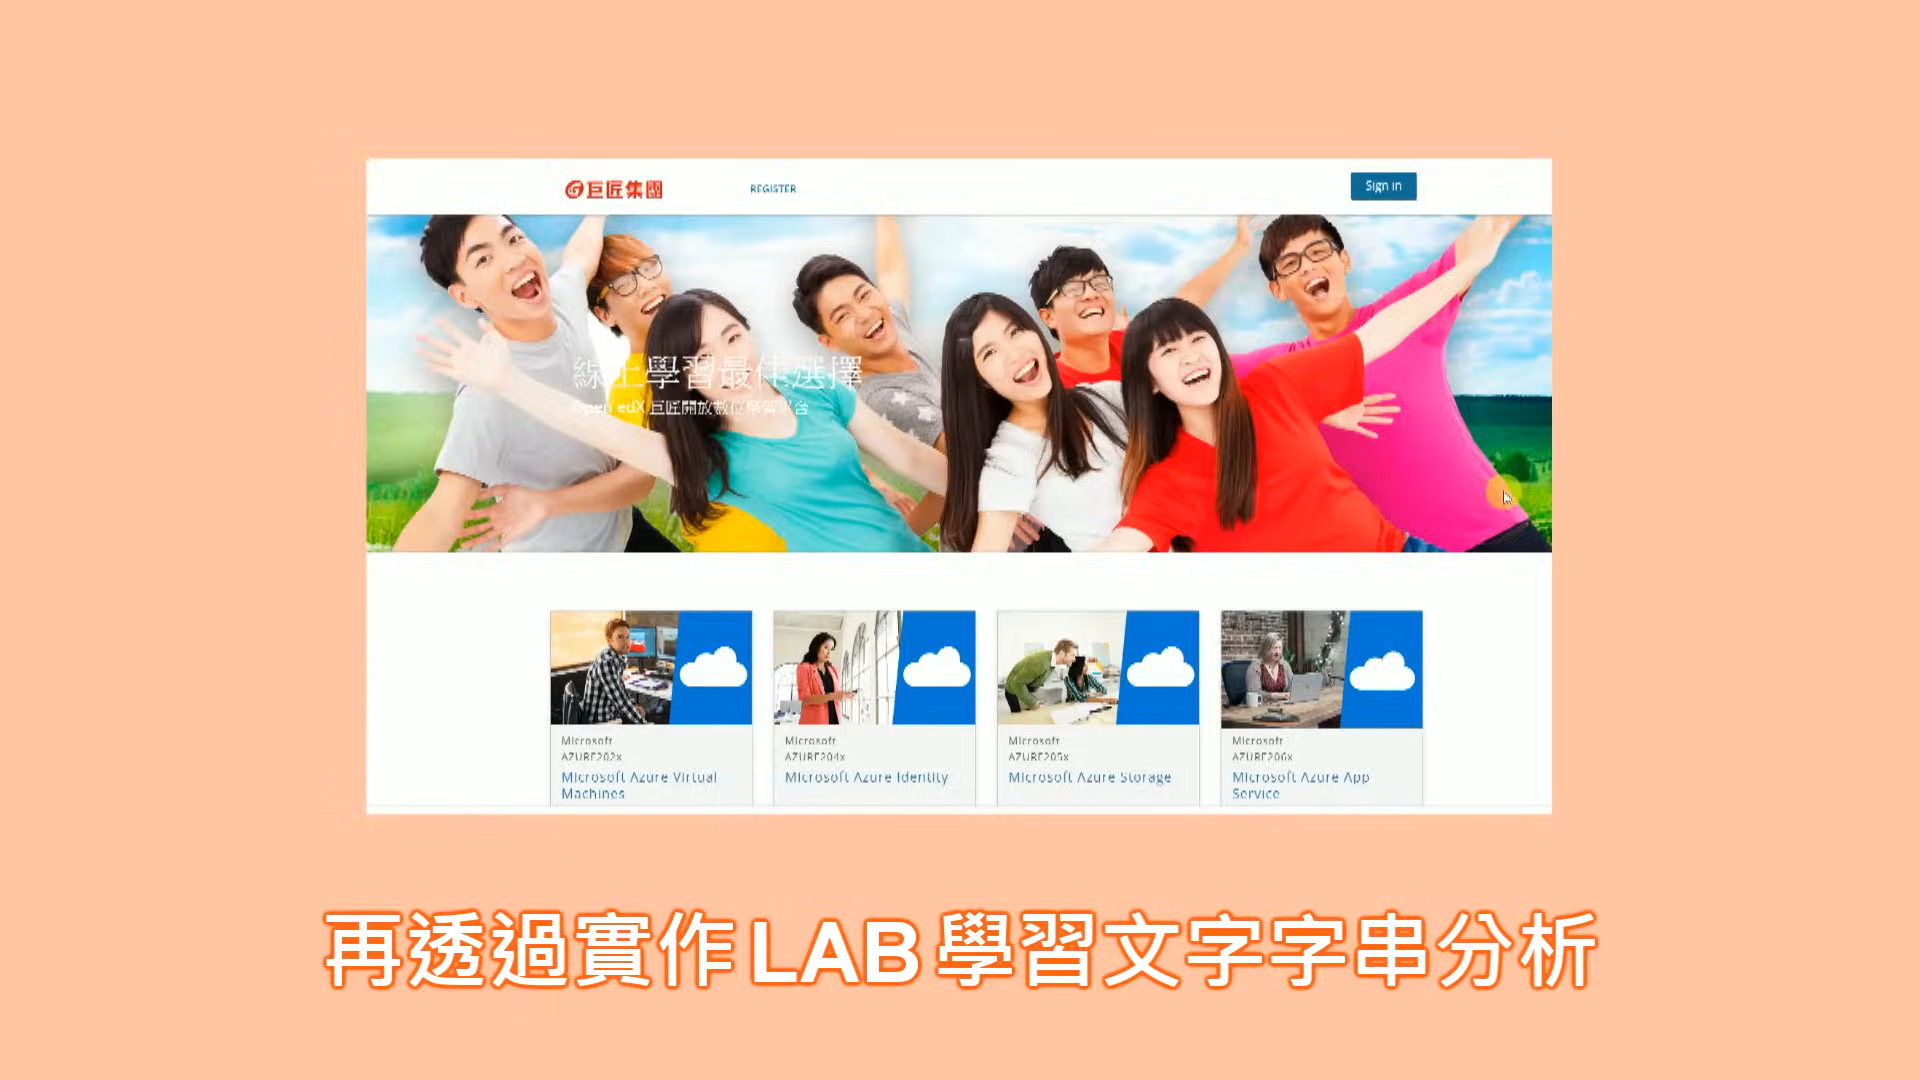 巨匠集團
REGISTER
Sign in
線上學習最佳選擇
Open edX 巨匠開放數位學習平台
Microsoft
AZURE202x
Microsoft Azure Virtual
Machines
Microsoft
AZURE204x
Microsoft Azure Identity
Microsoft
AZURE205x
Microsoft Azure Storage
Microsoft
AZURE206x
Microsoft Azure App
Service
再透過實作LAB學習文字字串分析